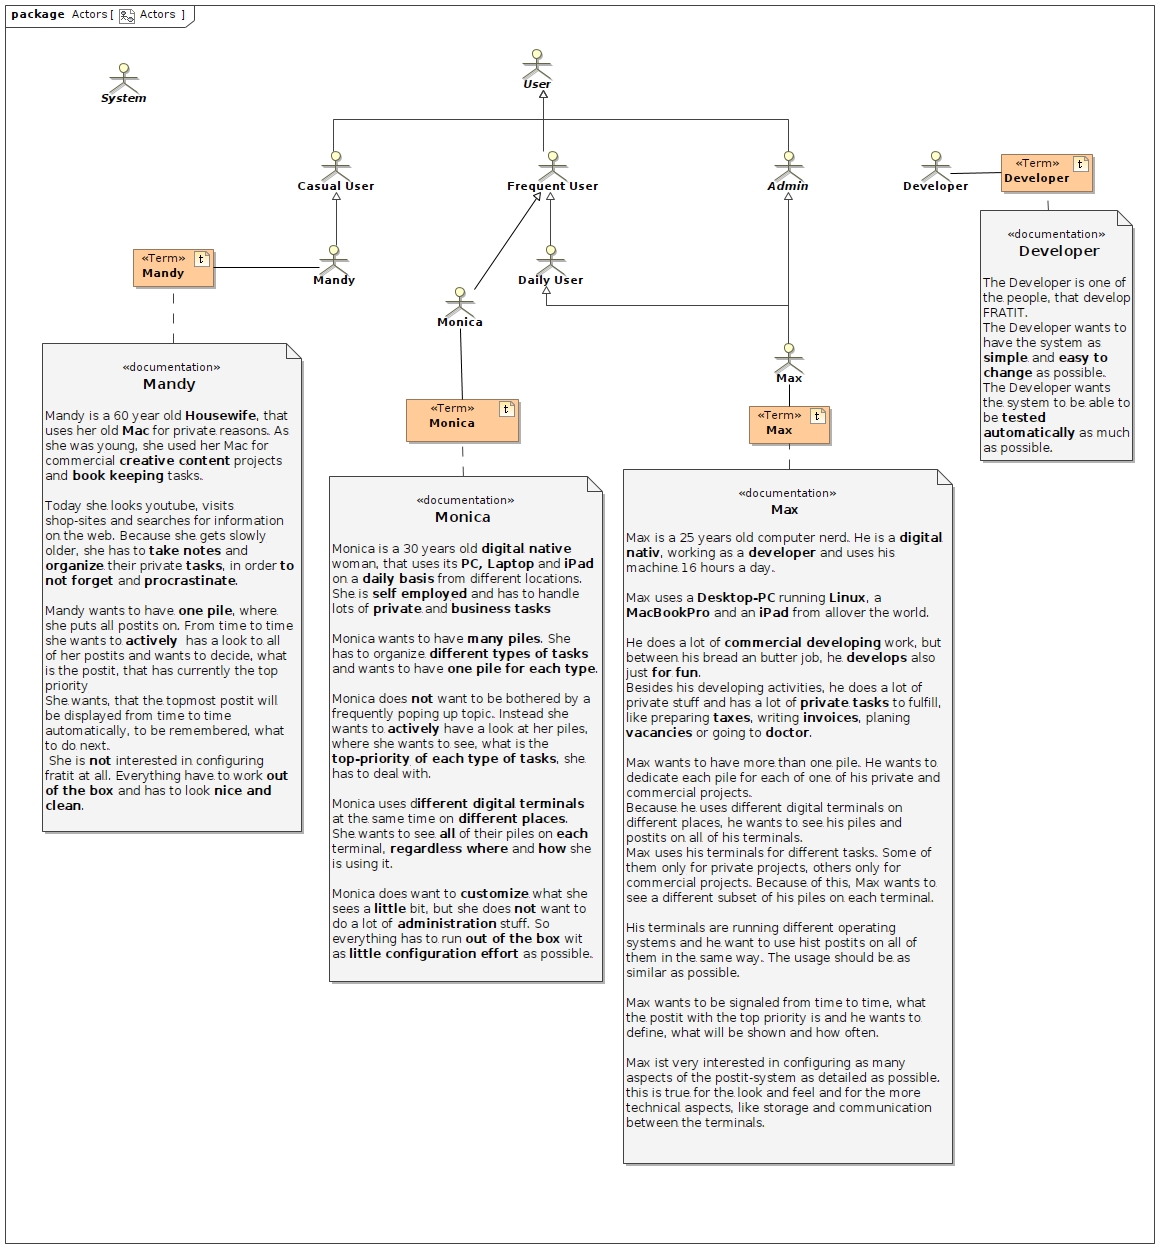 package Actors [ Actors ]
System
User
Casual User
Frequent User
Admin
Developer
«Term»
Developer
«Term»
Mandy
Mandy
Daily User
Monica
Max
«documentation»
Developer
The Developer is one of
the people, that develop
FRATIT.
The Developer wants to
have the system as
simple and easy to
change as possible.
The Developer wants
the system to be able to
be tested
automatically as much
as possible.
«documentation»
Mandy
Mandy is a 60 year old Housewife, that
uses her old Mac for private reasons. As
she was young, she used her Mac for
commercial creative content projects
and book keeping tasks.
Today she looks youtube, visits
shop-sites and searches for information
on the web. Because she gets slowly
older, she has to take notes and
organize their private tasks, in order to
not forget and procrastinate.
Mandy wants to have one pile, where
she puts all postits on. From time to time
she wants to actively has a look to all
of her postits and wants to decide, what
is the postit, that has currently the top
priority
She wants, that the topmost postit will
be displayed from time to time
automatically, to be remembered, what
to do next.
She is not interested in configuring
fratit at all. Everything have to work out
of the box and has to look nice and
clean.
«Term»
Monica
«documentation»
Monica
Monica is a 30 years old digital native
woman, that uses its PC, Laptop and iPad
on a daily basis from different locations.
She is self employed and has to handle
lots of private and business tasks
Monica wants to have many piles. She
has to organize different types of tasks
and wants to have one pile for each type.
Monica does not want to be bothered by a
frequently poping up topic. Instead she
wants to actively have a look at her piles,
where she wants to see, what is the
top-priority of each type of tasks, she
has to deal with.
Monica uses different digital terminals
at the same time on different places.
She wants to see all of their piles on each
terminal, regardless where and how she
is using it.
Monica does want to customize what she
sees a little bit, but she does not want to
do a lot of administration stuff. So
everything has to run out of the box wit
as little configuration effort as possible.
«Term»
Max
«documentation»
Max
Max is a 25 years old computer nerd. He is a digital
nativ, working as a developer and uses his
machine 16 hours a day.
Max uses a Desktop-PC running Linux, a
MacBookPro and an iPad from allover the world.
He does a lot of commercial developing work, but
between his bread an butter job, he develops also
just for fun.
Besides his developing activities, he does a lot of
private stuff and has a lot of private tasks to fulfill,
like preparing taxes, writing invoices, planing
vacancies or going to doctor.
Max wants to have more than one pile. He wants to
dedicate each pile for each of one of his private and
commercial projects.
Because he uses different digital terminals on
different places, he wants to see his piles and
postits on all of his terminals.
Max uses his terminals for different tasks. Some of
them only for private projects, others only for
commercial projects. Because of this, Max wants to
see a different subset of his piles on each terminal.
His terminals are running different operating
systems and he want to use hist postits on all of
them in the same way. The usage should be as
similar as possible.
Max wants to be signaled from time to time, what
the postit with the top priority is and he wants to
define, what will be shown and how often.
Max ist very interested in configuring as many
aspects of the postit-system as detailed as possible.
this is true for the look and feel and for the more
technical aspects, like storage and communication
between the terminals.